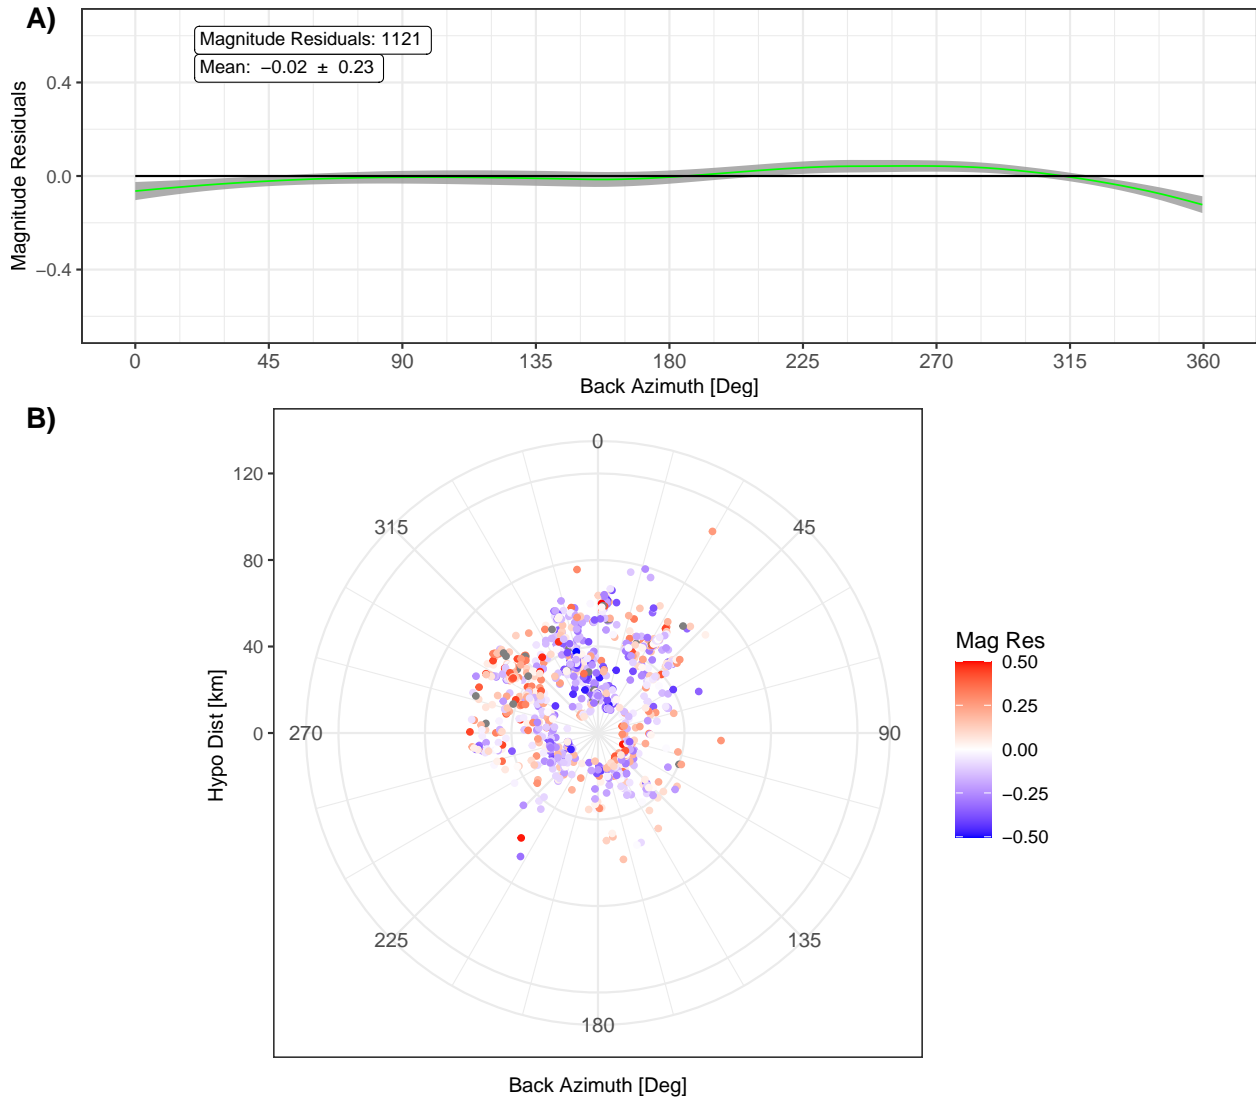 A)
Magnitude Residuals: 1121
Mean:  −0.02  ±  0.23
Magnitude Residuals
0.4
0.0
−0.4
0 45 90 135 180 225 270 315 360
Back Azimuth [Deg]
B)
Hypo Dist [km]
120
80
40
0
0
45
90
135
180
225
270
315
Back Azimuth [Deg]
Mag Res
0.50
0.25
0.00
−0.25
−0.50